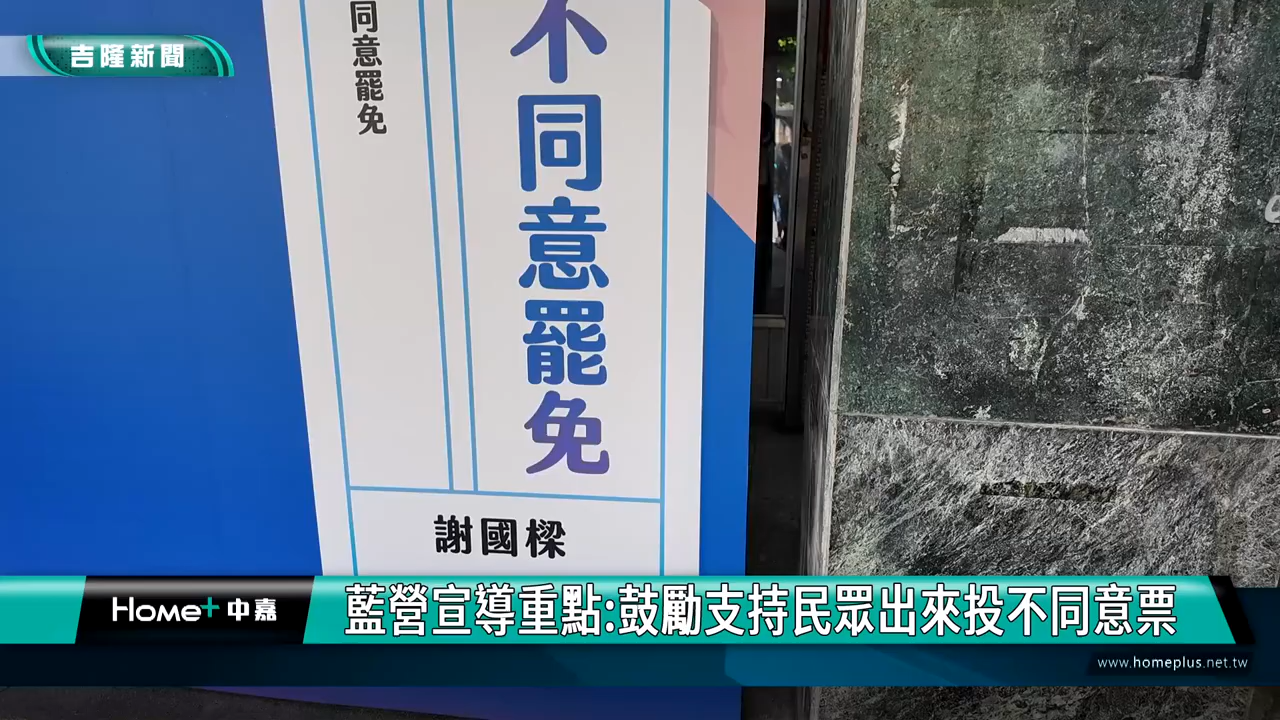 吉隆新聞
不同意罷免
同意罷免
謝國樑
Home+中嘉
藍營宣導重點:鼓勵支持民眾出來投不同意票
www.homeplus.net.tw